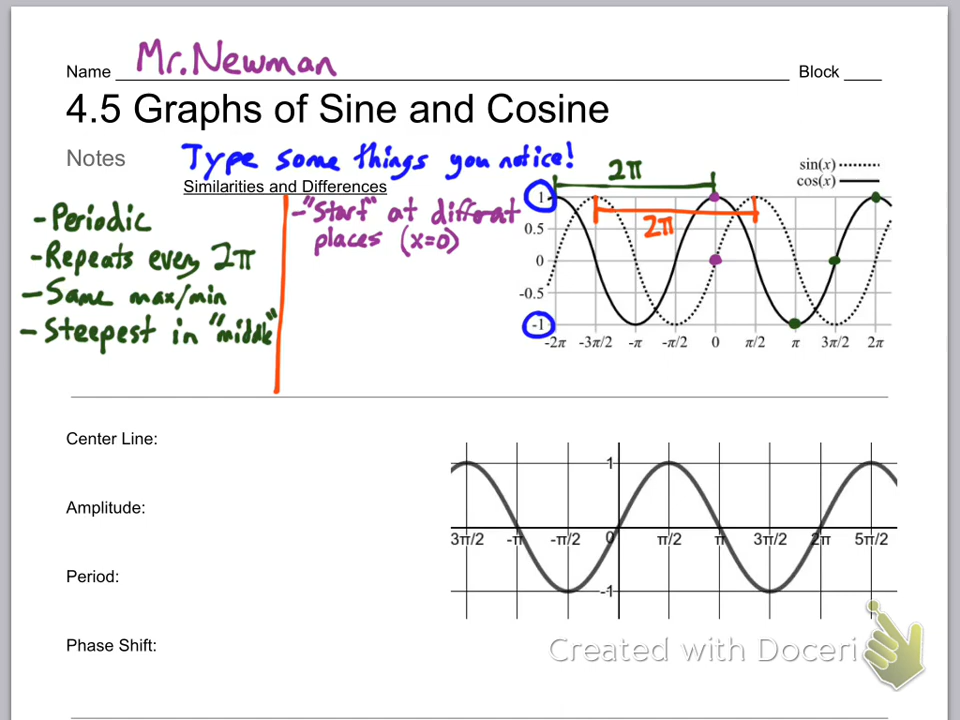 Name Mr. Newman Block
4.5 Graphs of Sine and Cosine
Notes Type some things you notice!
Similarities and Differences
- Periodic
- Repeats every 2π
- Same max/min
- Steepest in "middle"
- "Start" at different
places (x=0)
sin(x)
cos(x)
2π
2π
1
0.5
0
-0.5
-1
-2π -3π/2 -π -π/2 0 π/2 π 3π/2 2π
Center Line:
Amplitude:
Period:
Phase Shift:
1
3π/2 -π -π/2 0 π/2 π 3π/2 2π 5π/2
-1
Created with Doceri